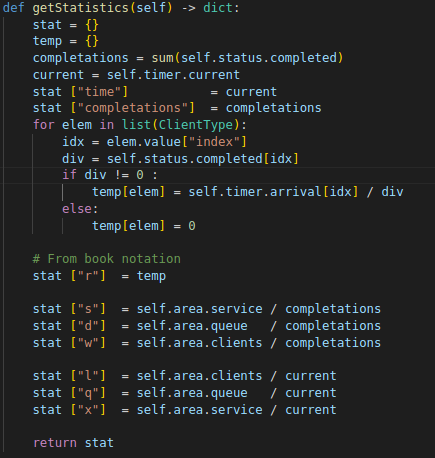 def getStatistics(self) -> dict:
    stat = {}
    temp = {}
    completations = sum(self.status.completed)
    current = self.timer.current
    stat ["time"]           = current
    stat ["completations"]  = completations
    for elem in list(ClientType):
        idx = elem.value["index"]
        div = self.status.completed[idx]
        if div != 0 :
            temp[elem] = self.timer.arrival[idx] / div
        else:
            temp[elem] = 0

    # From book notation
    stat ["r"]  = temp

    stat ["s"]  = self.area.service / completations
    stat ["d"]  = self.area.queue   / completations
    stat ["w"]  = self.area.clients / completations

    stat ["l"]  = self.area.clients / current
    stat ["q"]  = self.area.queue   / current
    stat ["x"]  = self.area.service / current

    return stat